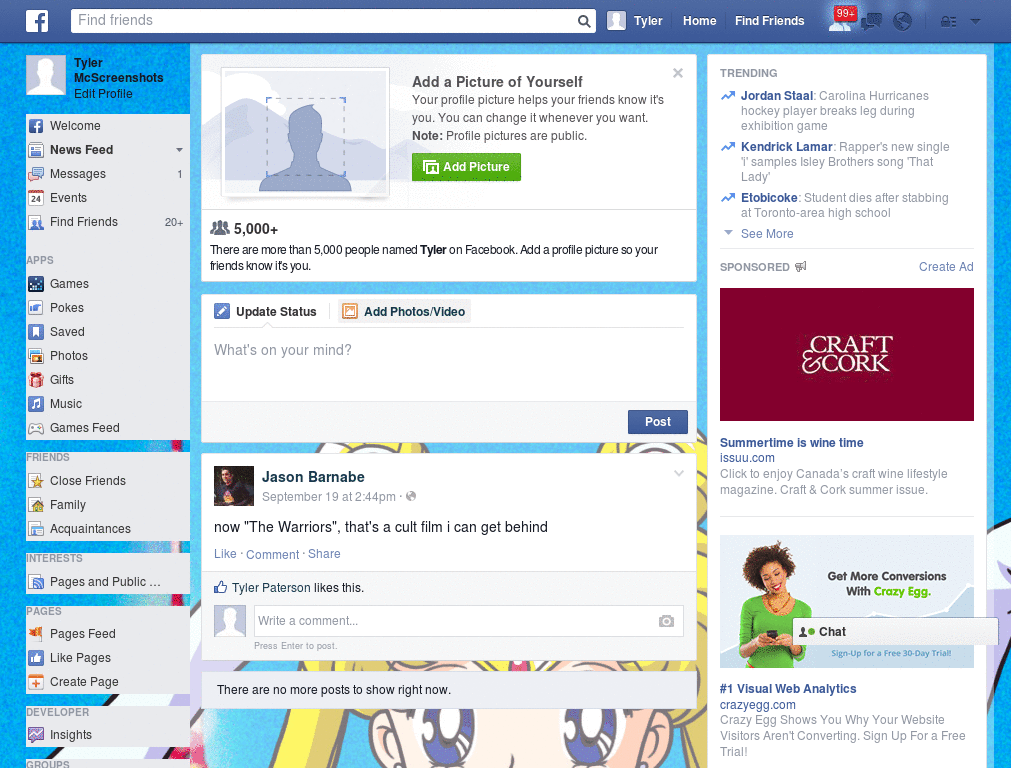 Find friends
Tyler
Home
Find Friends
99+
Tyler
McScreenshots
Edit Profile
Welcome
News Feed
Messages 1
24 Events
Find Friends 20+
APPS
Games
Pokes
Saved
Photos
Gifts
Music
Games Feed
FRIENDS
Close Friends
Family
Acquaintances
INTERESTS
Pages and Public ...
PAGES
Pages Feed
Like Pages
Create Page
DEVELOPER
Insights
GROUPS
Add a Picture of Yourself
Your profile picture helps your friends know it's
you. You can change it whenever you want.
Note: Profile pictures are public.
Add Picture
5,000+
There are more than 5,000 people named Tyler on Facebook. Add a profile picture so your
friends know it's you.
Update Status
Add Photos/Video
What's on your mind?
Post
Jason Barnabe
September 19 at 2:44pm ·
now "The Warriors", that's a cult film i can get behind
Like · Comment · Share
Tyler Paterson likes this.
Write a comment...
Press Enter to post.
There are no more posts to show right now.
TRENDING
Jordan Staal: Carolina Hurricanes
hockey player breaks leg during
exhibition game
Kendrick Lamar: Rapper's new single
'i' samples Isley Brothers song 'That
Lady'
Etobicoke: Student dies after stabbing
at Toronto-area high school
See More
SPONSORED
Create Ad
CRAFT
&CORK
Summertime is wine time
issuu.com
Click to enjoy Canada's craft wine lifestyle
magazine. Craft & Cork summer issue.
Get More Conversions
With Crazy Egg.
Chat
Sign-Up for a Free 30-Day Trial!
#1 Visual Web Analytics
crazyegg.com
Crazy Egg Shows You Why Your Website
Visitors Aren't Converting. Sign Up For a Free
Trial!